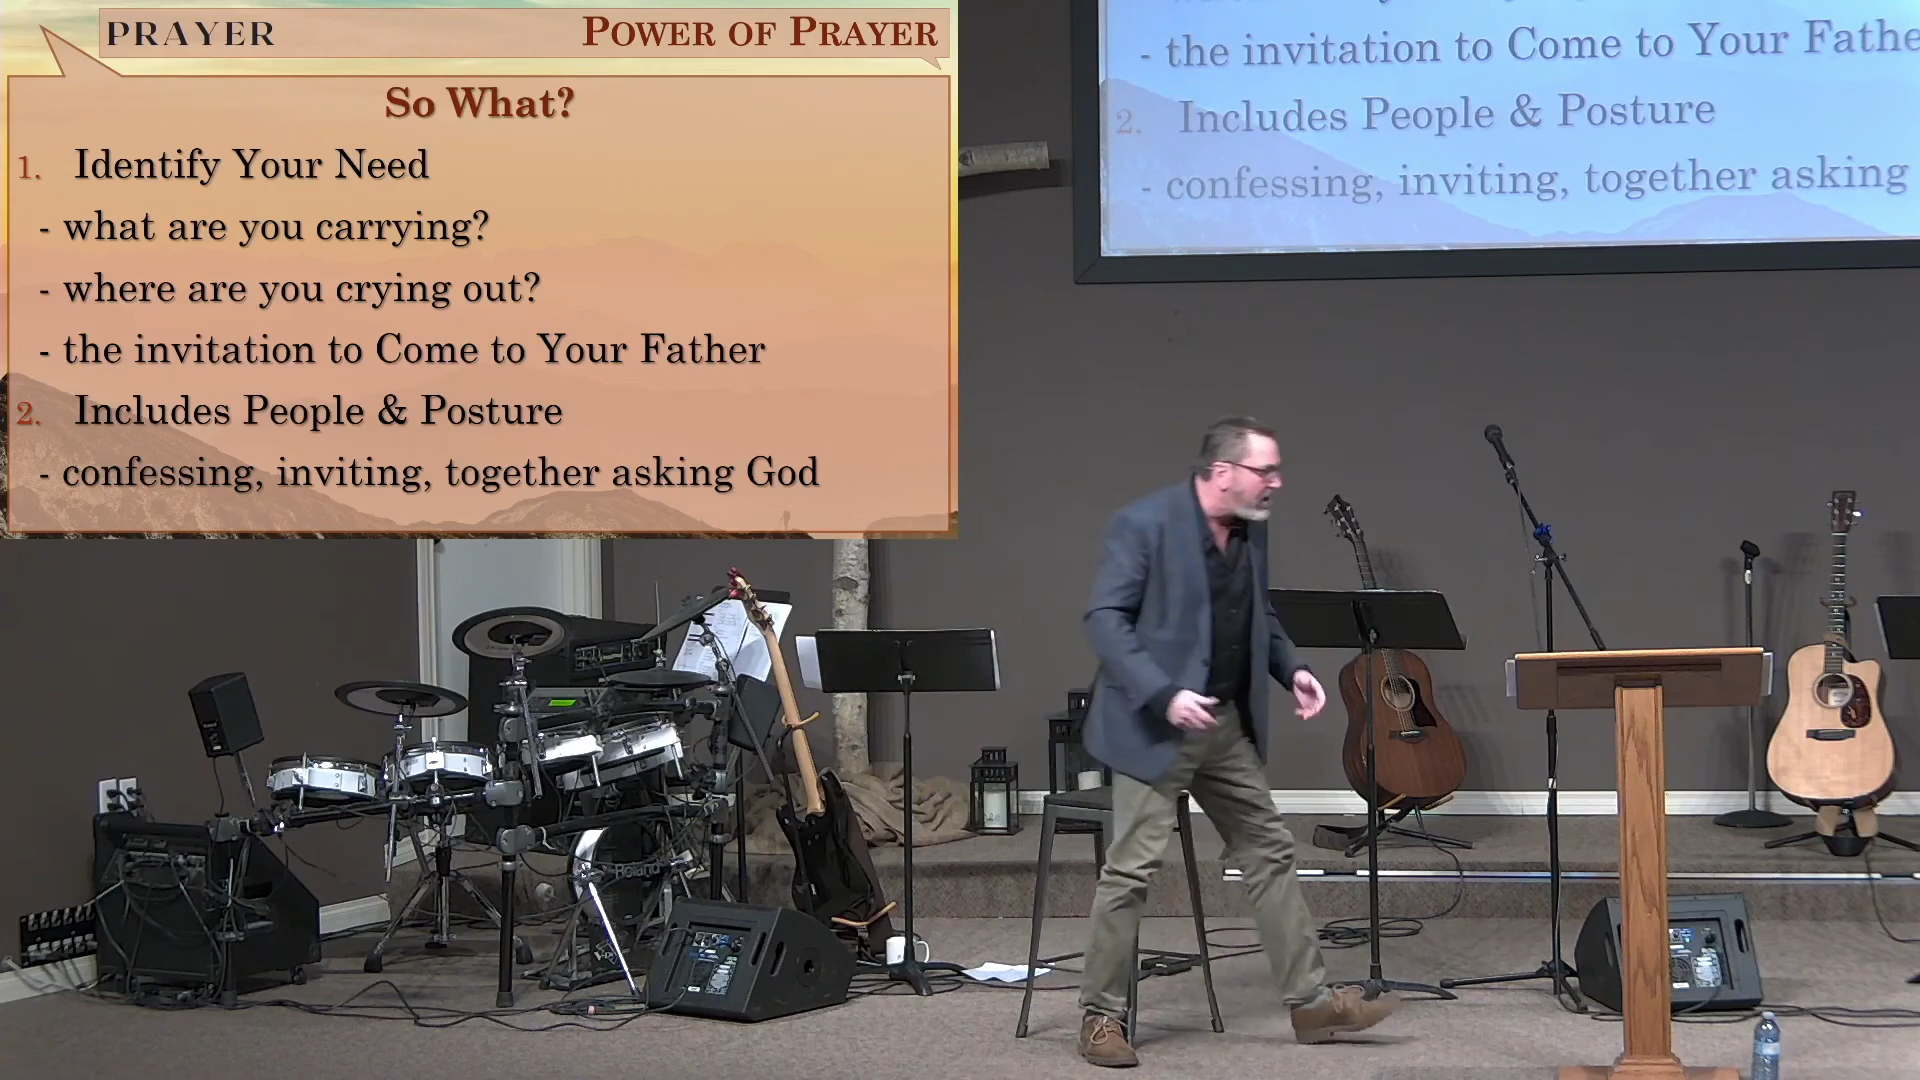 PRAYER
POWER OF PRAYER
So What?
1. Identify Your Need
- what are you carrying?
- where are you crying out?
- the invitation to Come to Your Father
2. Includes People & Posture
- confessing, inviting, together asking God
- the invitation to Come to Your Fathe
2. Includes People & Posture
- confessing, inviting, together asking
Roland